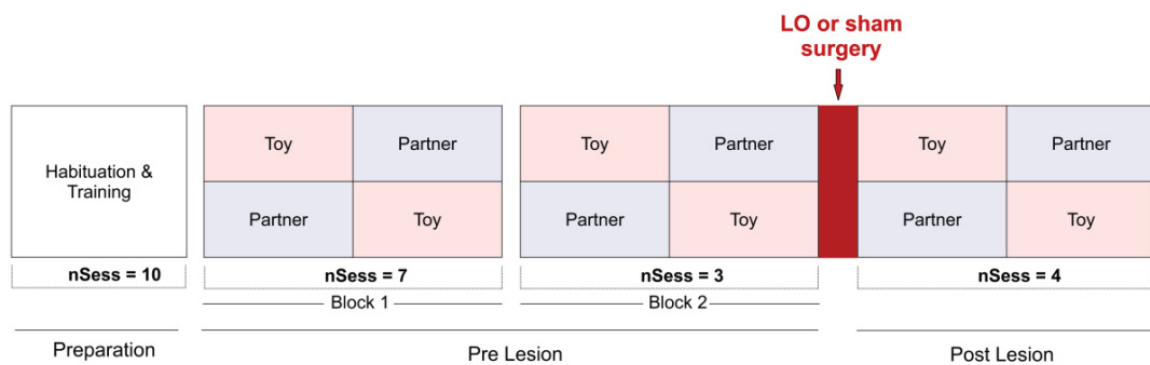 LO or sham
surgery
Habituation &
Training
Toy
Partner
Partner
Toy
Toy
Partner
Partner
Toy
Toy
Partner
Partner
Toy
nSess = 10
nSess = 7
nSess = 3
nSess = 4
Block 1
Block 2
Preparation
Pre Lesion
Post Lesion